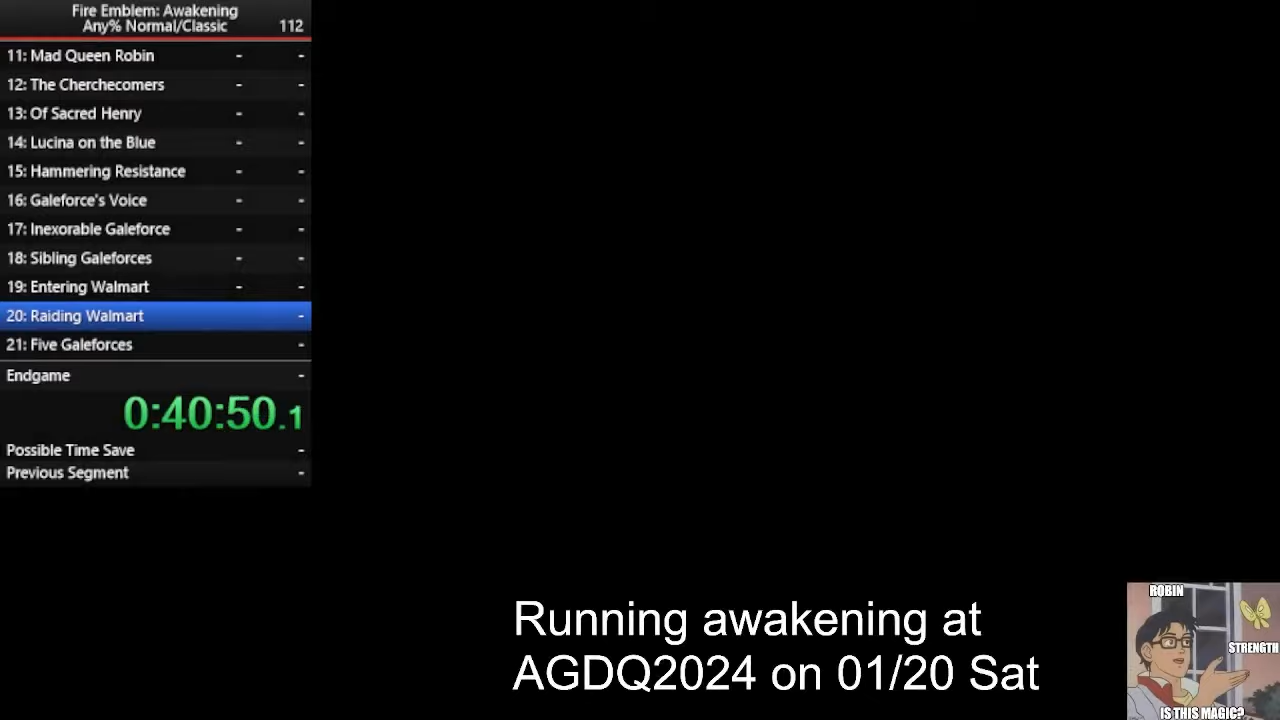 Fire Emblem: Awakening
Any% Normal/Classic 112
11: Mad Queen Robin - -
12: The Cherchecomers - -
13: Of Sacred Henry - -
14: Lucina on the Blue - -
15: Hammering Resistance - -
16: Galeforce's Voice - -
17: Inexorable Galeforce - -
18: Sibling Galeforces - -
19: Entering Walmart - -
20: Raiding Walmart -
21: Five Galeforces -
Endgame -
0:40:50.1
Possible Time Save -
Previous Segment -
Running awakening at
AGDQ2024 on 01/20 Sat
ROBIN
STRENGTH
IS THIS MAGIC?